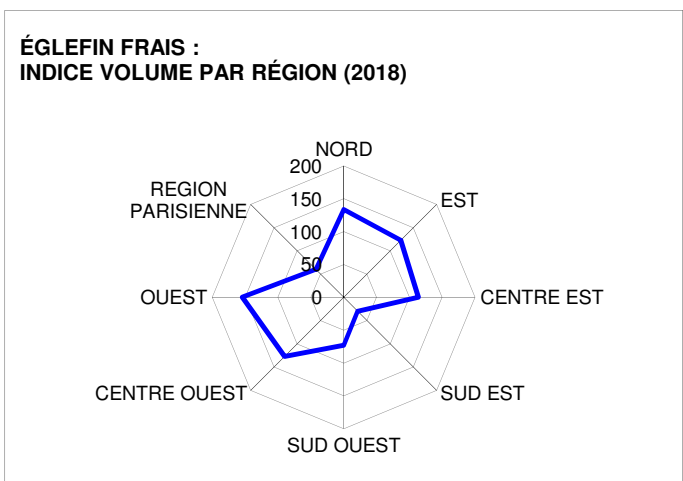 ÉGLEFIN FRAIS :
INDICE VOLUME PAR RÉGION (2018)
NORD
200
REGION
PARISIENNE
150
EST
100
50
OUEST
0
CENTRE EST
CENTRE OUEST
SUD EST
SUD OUEST